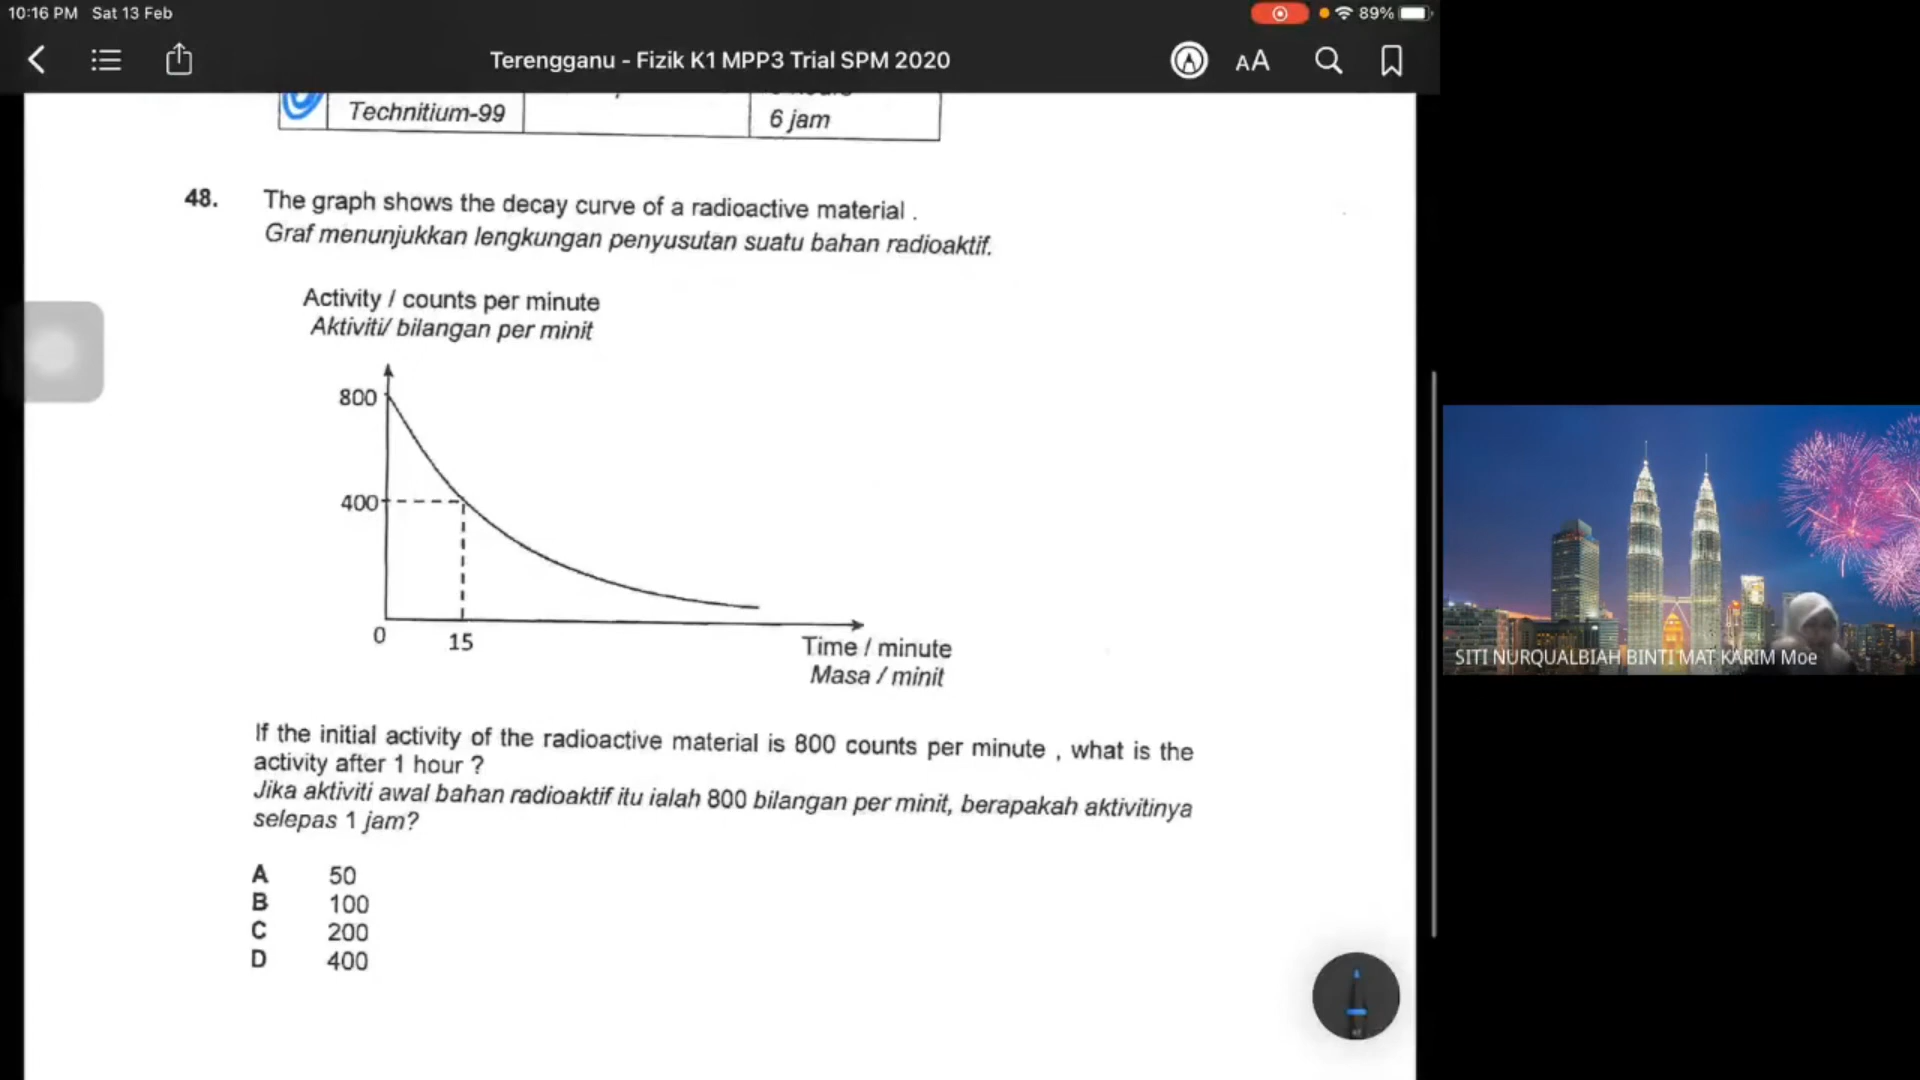 10:16 PM Sat 13 Feb
89%
Terengganu - Fizik K1 MPP3 Trial SPM 2020
AA
Technitium-99
6 jam
48. The graph shows the decay curve of a radioactive material .
Graf menunjukkan lengkungan penyusutan suatu bahan radioaktif.
Activity / counts per minute
Aktiviti/ bilangan per minit
800
400
0
15
Time / minute
Masa / minit
If the initial activity of the radioactive material is 800 counts per minute , what is the
activity after 1 hour ?
Jika aktiviti awal bahan radioaktif itu ialah 800 bilangan per minit, berapakah aktivitinya
selepas 1 jam?
A 50
B 100
C 200
D 400
SITI NURQUALBIAH BINTI MAT KARIM Moe